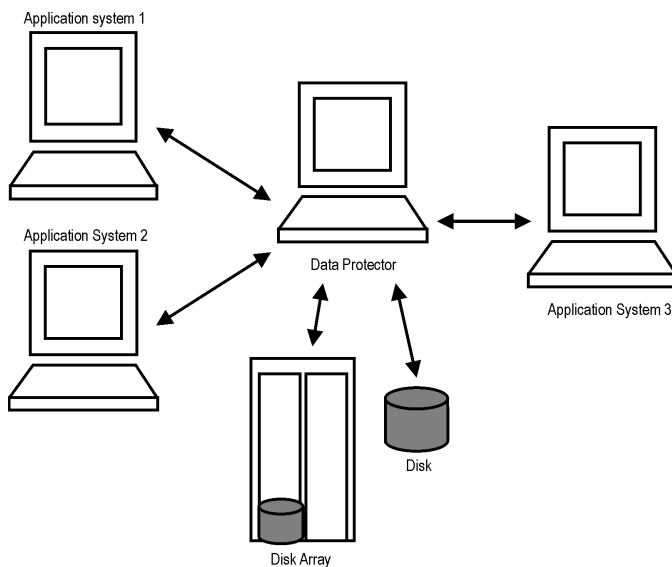 Application system 1
Application System 2
Data Protector
Application System 3
Disk
Disk Array